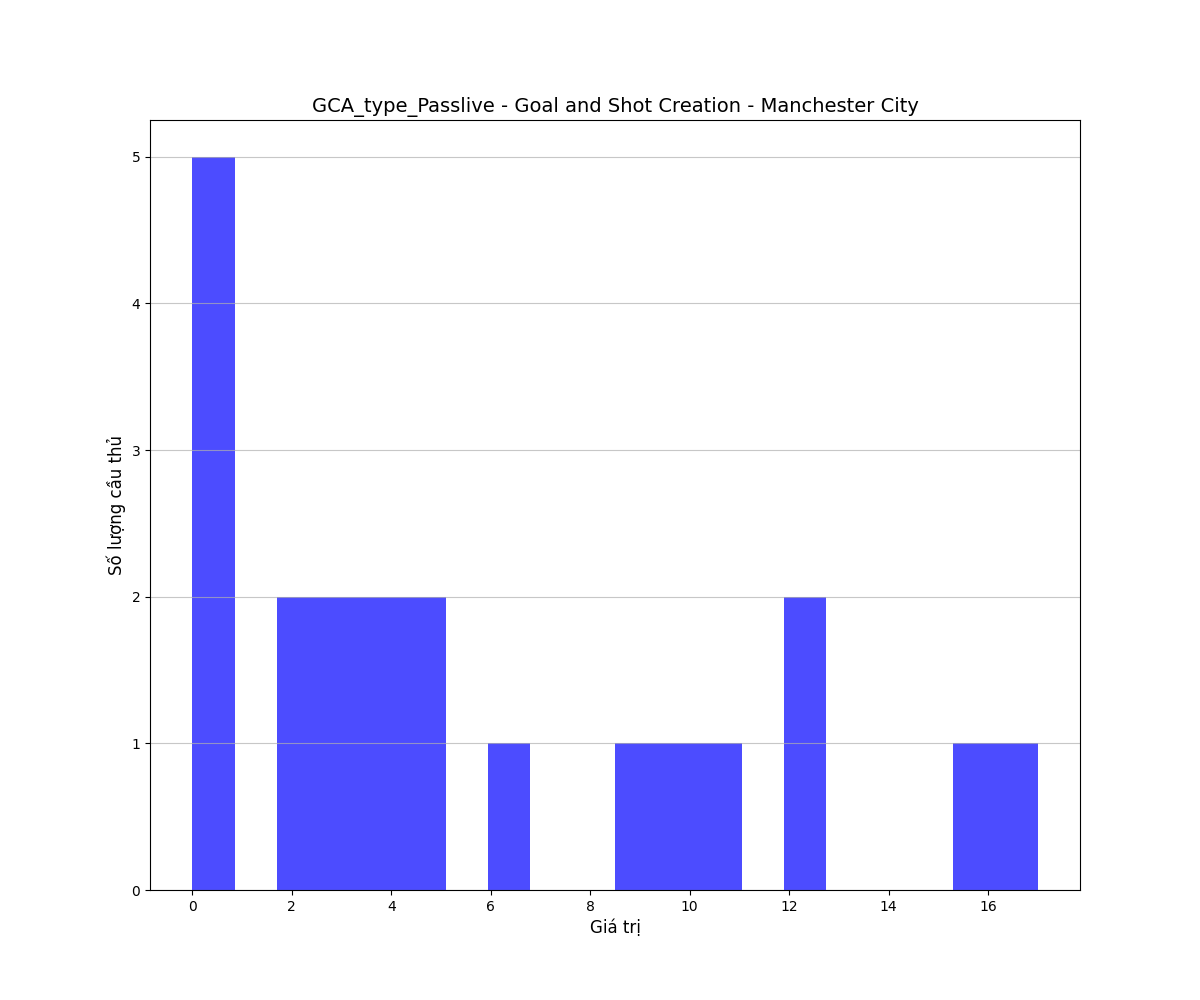 GCA_type_Passlive - Goal and Shot Creation - Manchester City
Số lượng cầu thủ
5
4
3
2
1
0
0 2 4 6 8 10 12 14 16
Giá trị